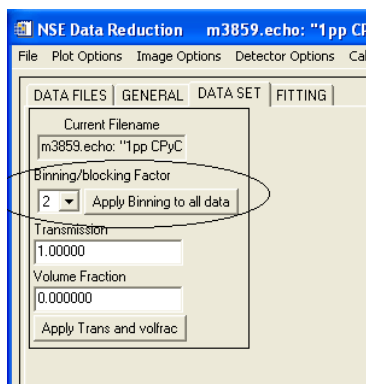 NSE Data Reduction m3859.echo: "1pp CP
File Plot Options Image Options Detector Options Cal
DATA FILES GENERAL DATA SET FITTING
Current Filename
m3859.echo: "1pp CPyC
Binning/blocking Factor
2 Apply Binning to all data
Transmission
1.00000
Volume Fraction
0.000000
Apply Trans and volfrac